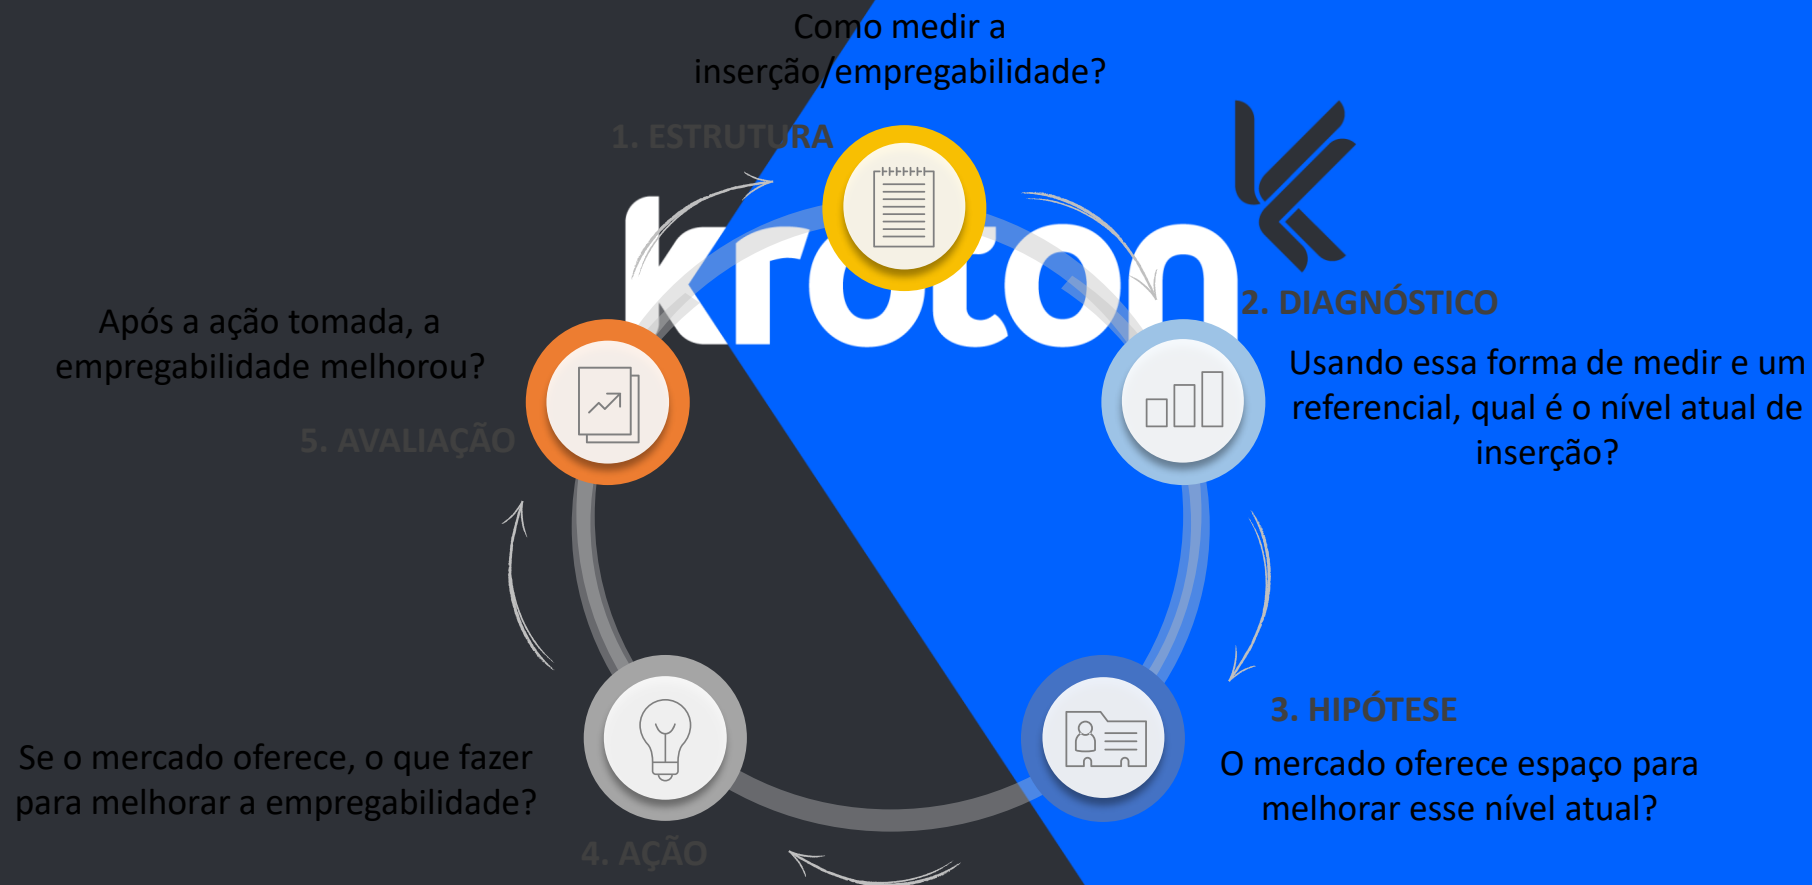 Como medir a
inserção/empregabilidade?
1. ESTRUTURA
kroton
2. DIAGNÓSTICO
Usando essa forma de medir e um
referencial, qual é o nível atual de
inserção?
3. HIPÓTESE
O mercado oferece espaço para
melhorar esse nível atual?
4. AÇÃO
Se o mercado oferece, o que fazer
para melhorar a empregabilidade?
5. AVALIAÇÃO
Após a ação tomada, a
empregabilidade melhorou?